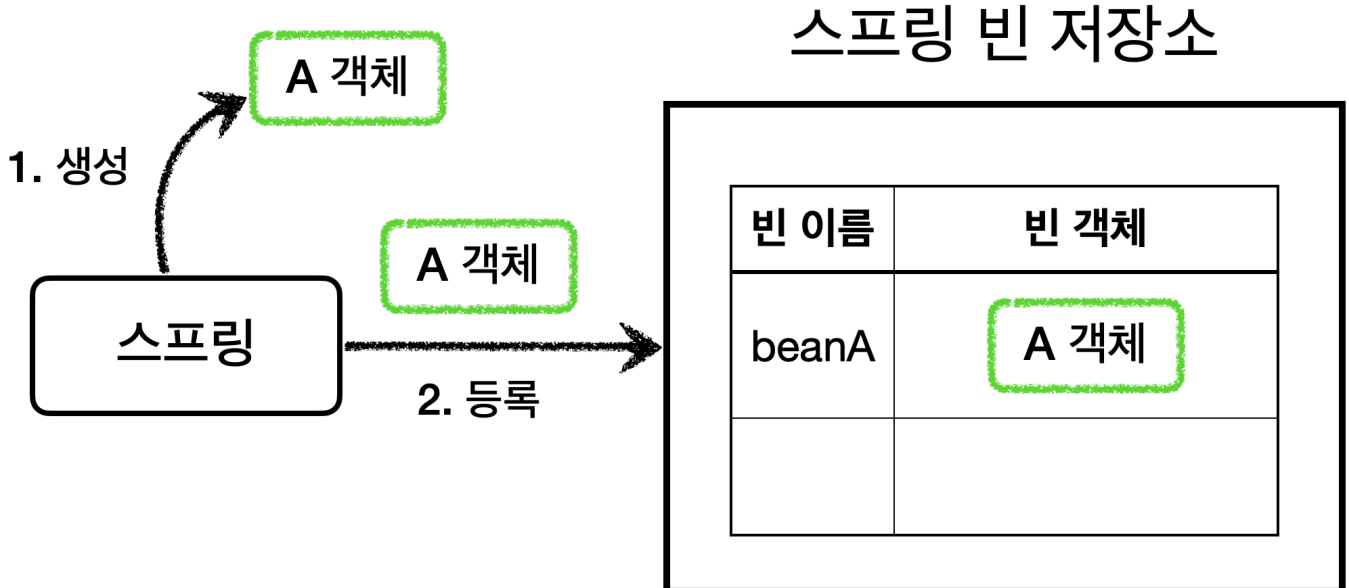 스프링 빈 저장소
A 객체
1. 생성
A 객체
스프링
2. 등록
빈 이름 빈 객체
beanA A 객체